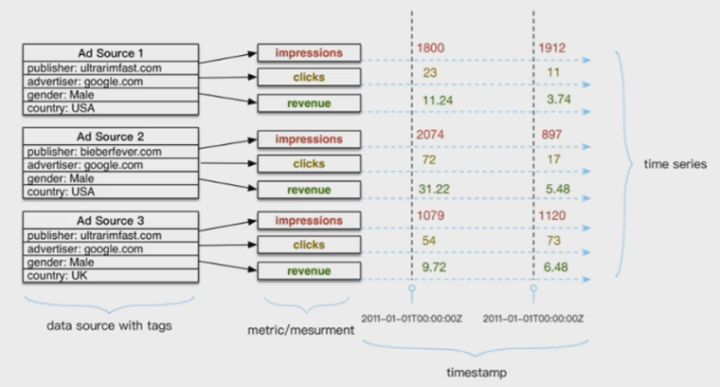 Ad Source 1
publisher: ultrarimfast.com
advertiser: google.com
gender: Male
country: USA
impressions 1800 1912
clicks 23 11
revenue 11.24 3.74
Ad Source 2
publisher: bieberfever.com
advertiser: google.com
gender: Male
country: USA
impressions 2074 897
clicks 72 17
revenue 31.22 5.48
Ad Source 3
publisher: ultrarimfast.com
advertiser: google.com
gender: Male
country: UK
impressions 1079 1120
clicks 54 73
revenue 9.72 6.48
time series
data source with tags
metric/mesurment
2011-01-01T00:00:00Z 2011-01-01T00:00:00Z
timestamp